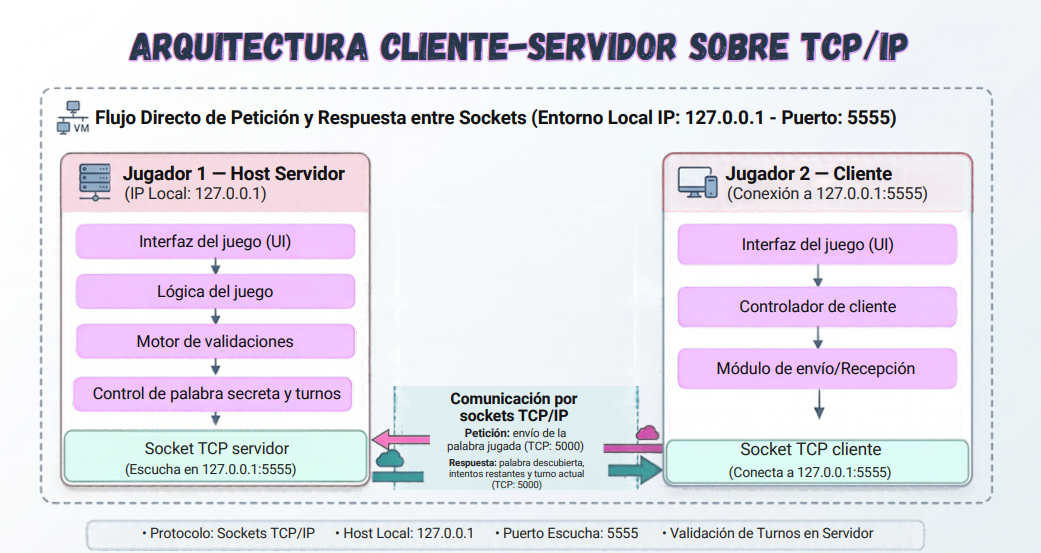 ARQUITECTURA CLIENTE–SERVIDOR SOBRE TCP/IP
VM
Flujo Directo de Petición y Respuesta entre Sockets (Entorno Local IP: 127.0.0.1 - Puerto: 5555)
Jugador 1 – Host Servidor
(IP Local: 127.0.0.1)
Interfaz del juego (UI)
Lógica del juego
Motor de validaciones
Control de palabra secreta y turnos
Socket TCP servidor
(Escucha en 127.0.0.1:5555)
Comunicación por
sockets TCP/IP
Petición: envío de la
palabra jugada (TCP: 5000)
Respuesta: palabra descubierta,
intentos restantes y turno actual
(TCP: 5000)
Jugador 2 – Cliente
(Conexión a 127.0.0.1:5555)
Interfaz del juego (UI)
Controlador de cliente
Módulo de envío/Recepción
Socket TCP cliente
(Conecta a 127.0.0.1:5555)
• Protocolo: Sockets TCP/IP • Host Local: 127.0.0.1 • Puerto Escucha: 5555 • Validación de Turnos en Servidor